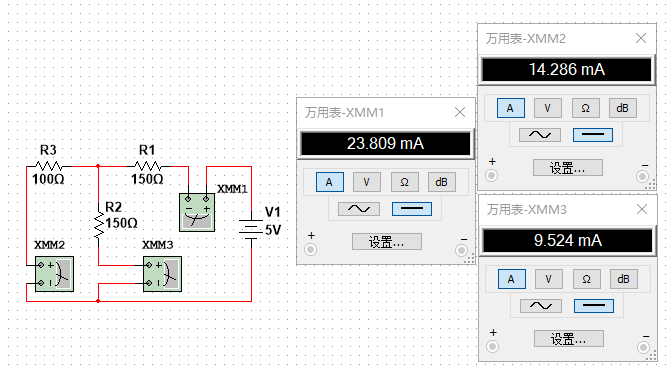 万用表-XMM2
14.286 mA
A V Ω dB
+ 设置... −
万用表-XMM1
23.809 mA
A V Ω dB
+ 设置... −
万用表-XMM3
9.524 mA
A V Ω dB
+ 设置... −
R3 R1
100Ω 150Ω
− + XMM1
R2
150Ω
V1
5V
XMM2 XMM3